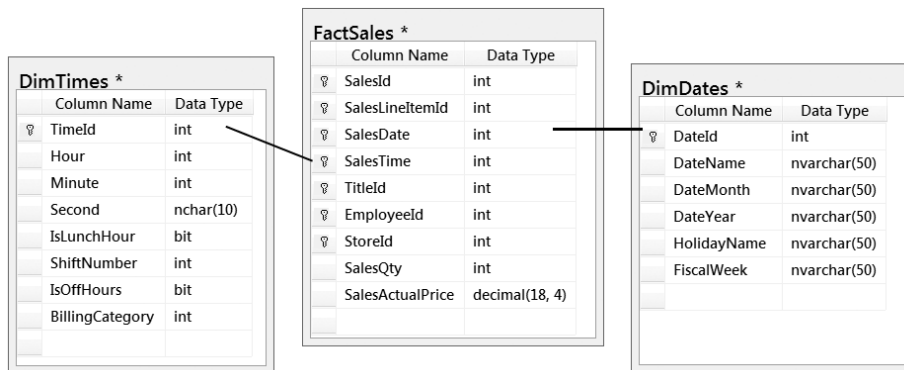 DimTimes *
Column Name Data Type
TimeId int
Hour int
Minute int
Second nchar(10)
IsLunchHour bit
ShiftNumber int
IsOffHours bit
BillingCategory int
FactSales *
Column Name Data Type
SalesId int
SalesLineItemId int
SalesDate int
SalesTime int
TitleId int
EmployeeId int
StoreId int
SalesQty int
SalesActualPrice decimal(18, 4)
DimDates *
Column Name Data Type
DateId int
DateName nvarchar(50)
DateMonth nvarchar(50)
DateYear nvarchar(50)
HolidayName nvarchar(50)
FiscalWeek nvarchar(50)